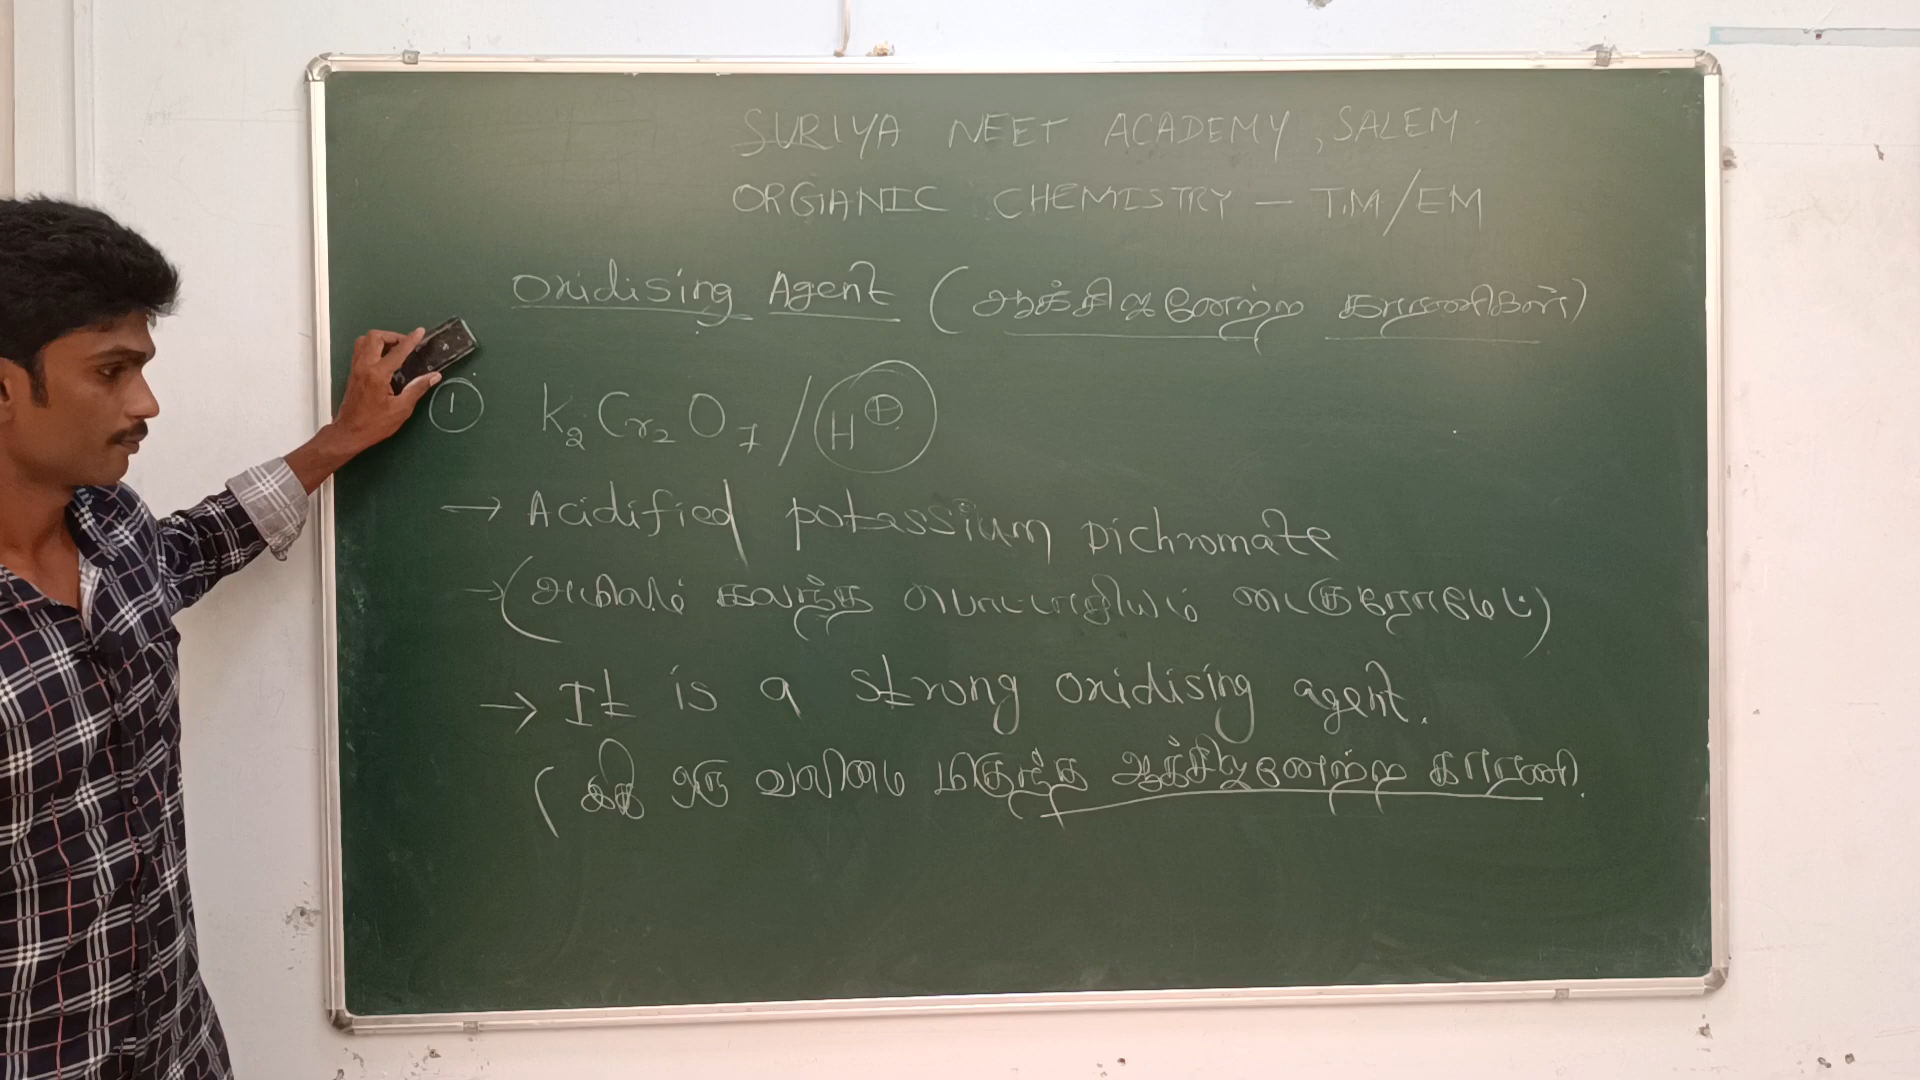 SURIYA NEET ACADEMY, SALEM.
ORGANIC CHEMISTRY - T.M/EM
Oxidising Agent (ஆக்சிஜனேற்ற காரணிகள்)
1 K₂Cr₂O₇/H⊕
→ Acidified potassium Dichromate
→ (அமிலம் கலந்த பொட்டாசியம் டைகுரோமேட்)
→ It is a strong oxidising agent.
( இது ஒரு வலிமை மிகுந்த ஆக்சிஜனேற்ற காரணி.